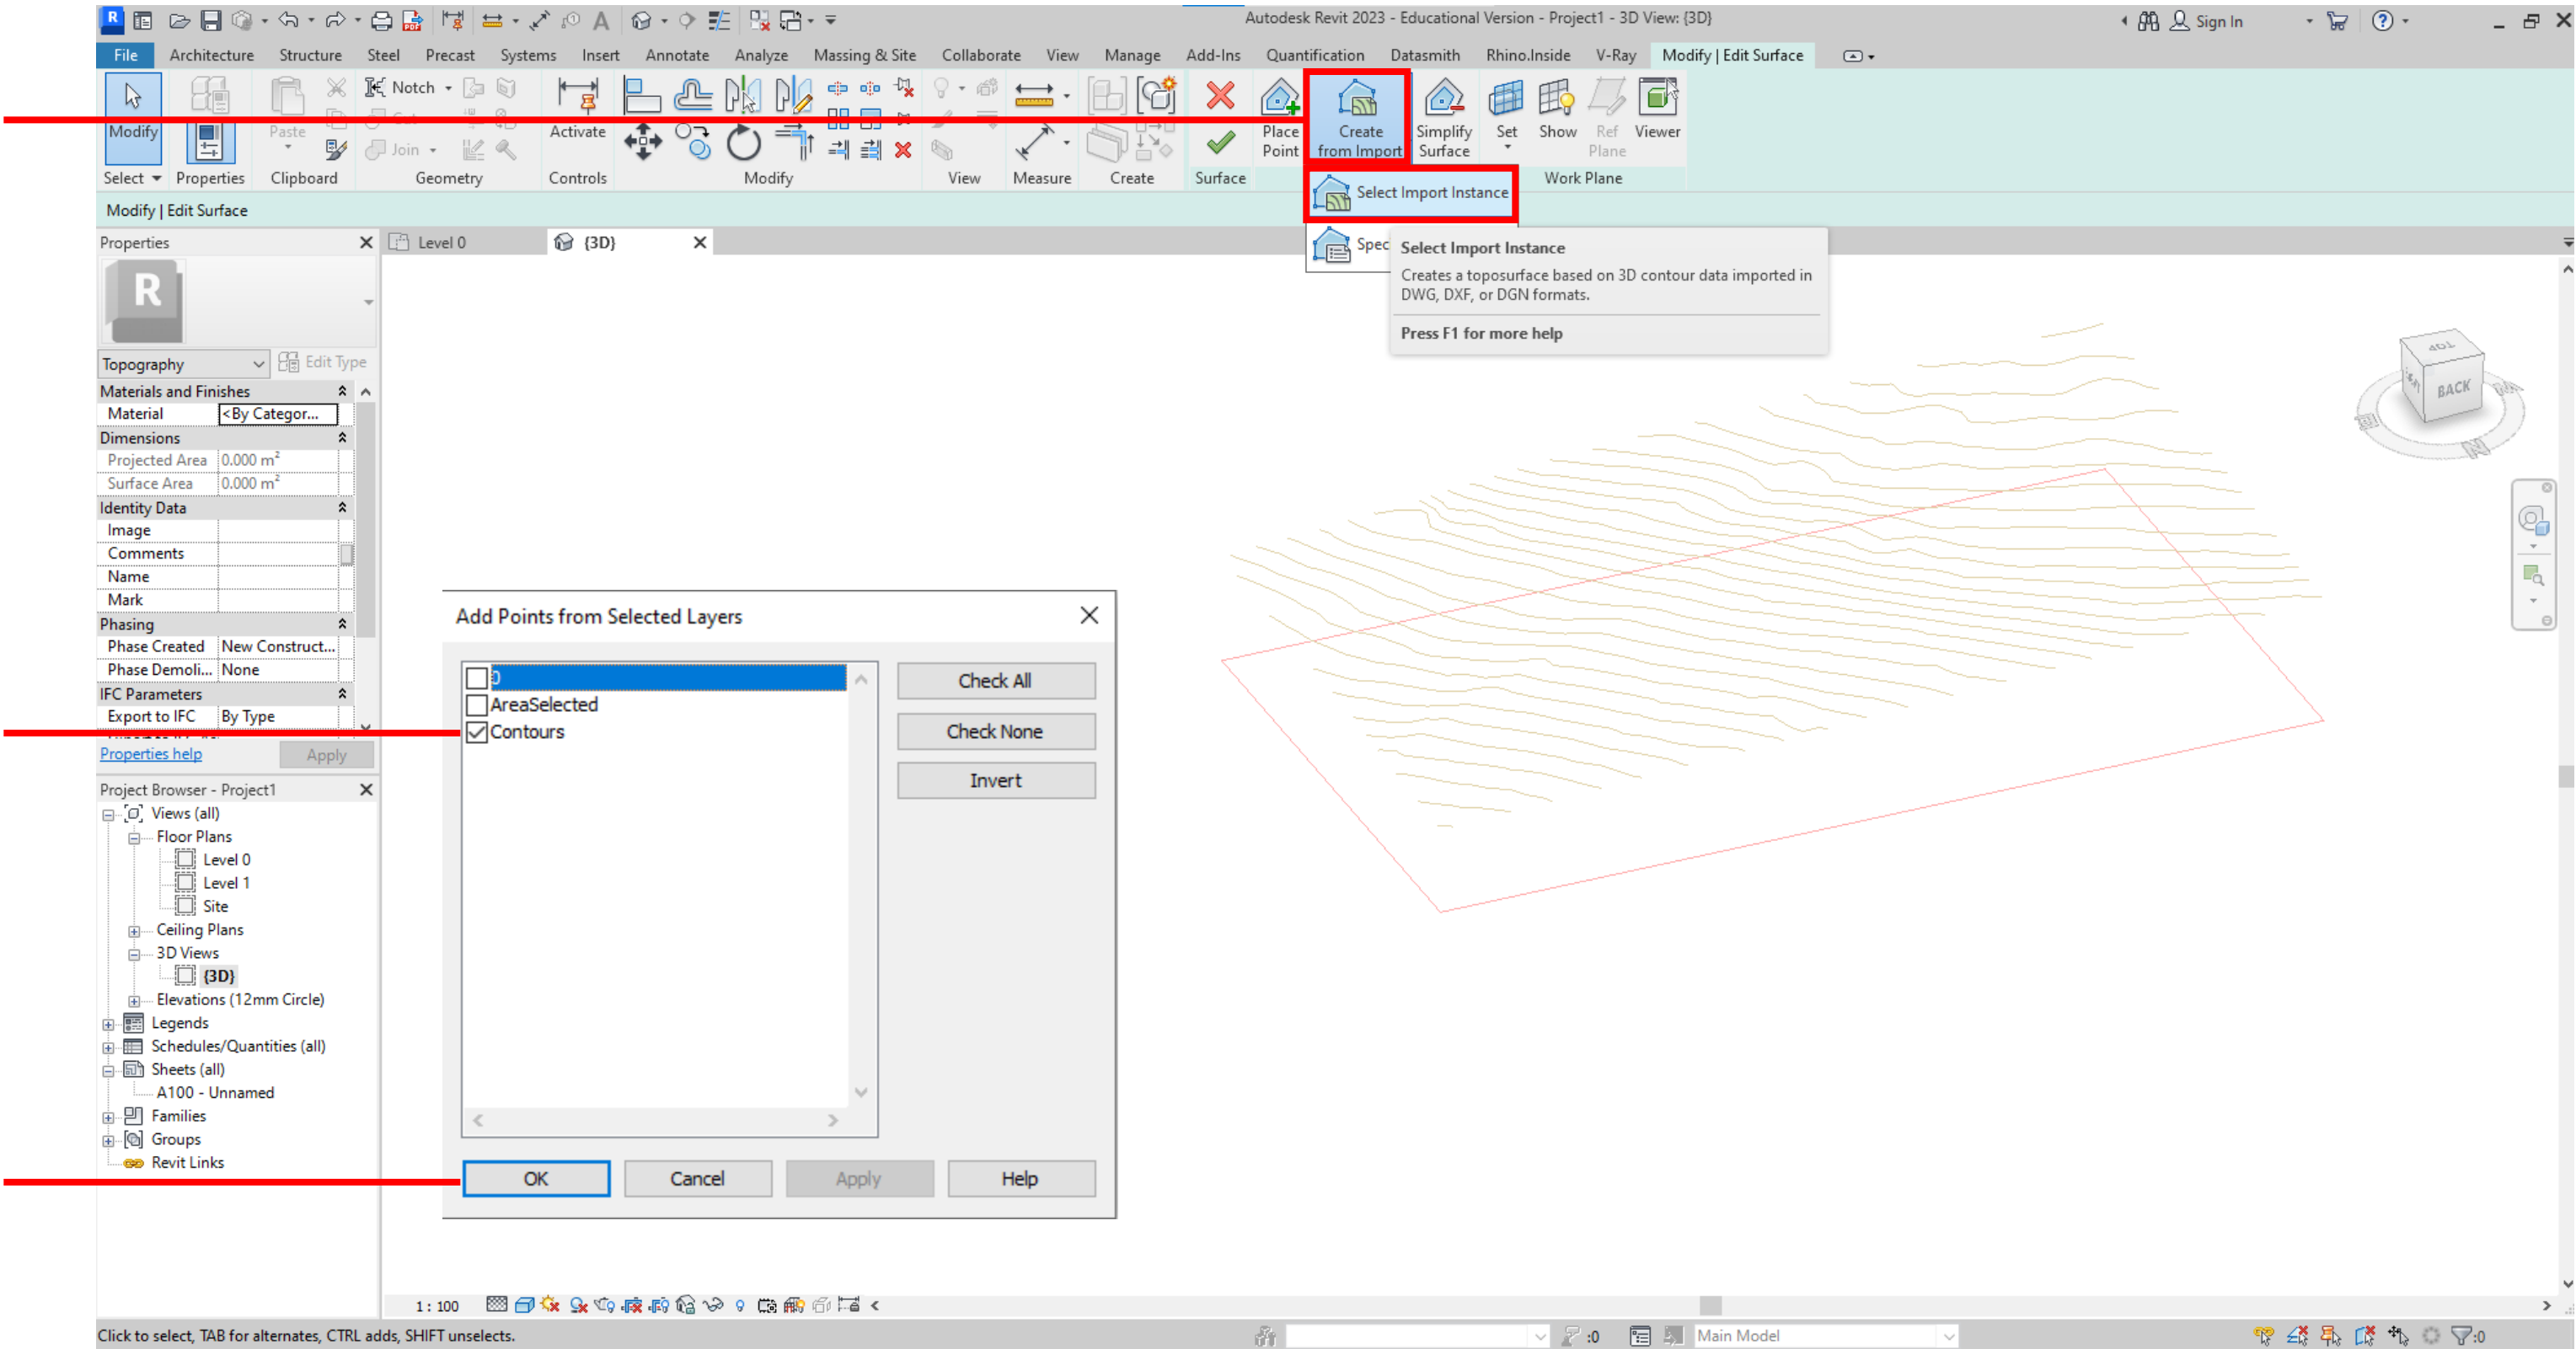 Autodesk Revit 2023 - Educational Version - Project1 - 3D View: {3D}
Sign In
File Architecture Structure Steel Precast Systems Insert Annotate Analyze Massing & Site Collaborate View Manage Add-Ins Quantification Datasmith Rhino.Inside V-Ray Modify | Edit Surface
Modify
Paste
Notch
Join
Activate
Place Point
Create from Import
Simplify Surface
Set
Show
Ref Plane
Viewer
Select Properties Clipboard Geometry Controls Modify View Measure Create Surface Work Plane
Modify | Edit Surface
Select Import Instance
Spec
Select Import Instance
Creates a toposurface based on 3D contour data imported in
DWG, DXF, or DGN formats.
Press F1 for more help
Properties
Level 0
{3D}
R
Topography
Edit Type
Materials and Finishes
Material <By Categor...
Dimensions
Projected Area 0.000 m²
Surface Area 0.000 m²
Identity Data
Image
Comments
Name
Mark
Phasing
Phase Created New Construct...
Phase Demoli... None
IFC Parameters
Export to IFC By Type
Properties help
Apply
Project Browser - Project1
Views (all)
Floor Plans
Level 0
Level 1
Site
Ceiling Plans
3D Views
{3D}
Elevations (12mm Circle)
Legends
Schedules/Quantities (all)
Sheets (all)
A100 - Unnamed
Families
Groups
Revit Links
Add Points from Selected Layers
0
AreaSelected
Contours
Check All
Check None
Invert
OK
Cancel
Apply
Help
TOP
BACK
1 : 100
Click to select, TAB for alternates, CTRL adds, SHIFT unselects.
:0
Main Model
:0